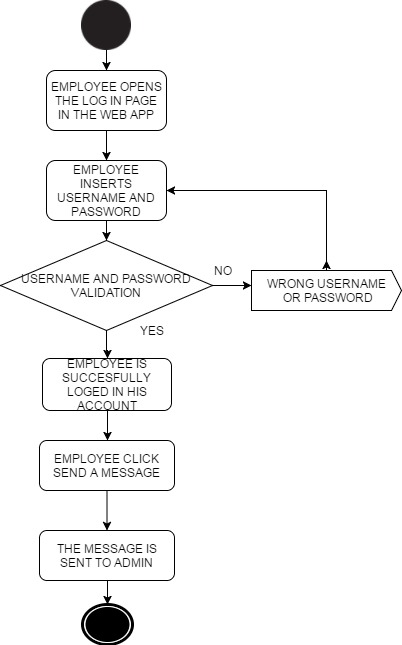 EMPLOYEE OPENS
THE LOG IN PAGE
IN THE WEB APP
EMPLOYEE
INSERTS
USERNAME AND
PASSWORD
USERNAME AND PASSWORD
VALIDATION
NO
WRONG USERNAME
OR PASSWORD
YES
EMPLOYEE IS
SUCCESFULLY
LOGED IN HIS
ACCOUNT
EMPLOYEE CLICK
SEND A MESSAGE
THE MESSAGE IS
SENT TO ADMIN